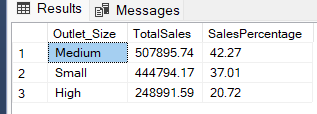 Results Messages
Outlet_Size TotalSales SalesPercentage
1 Medium 507895.74 42.27
2 Small 444794.17 37.01
3 High 248991.59 20.72